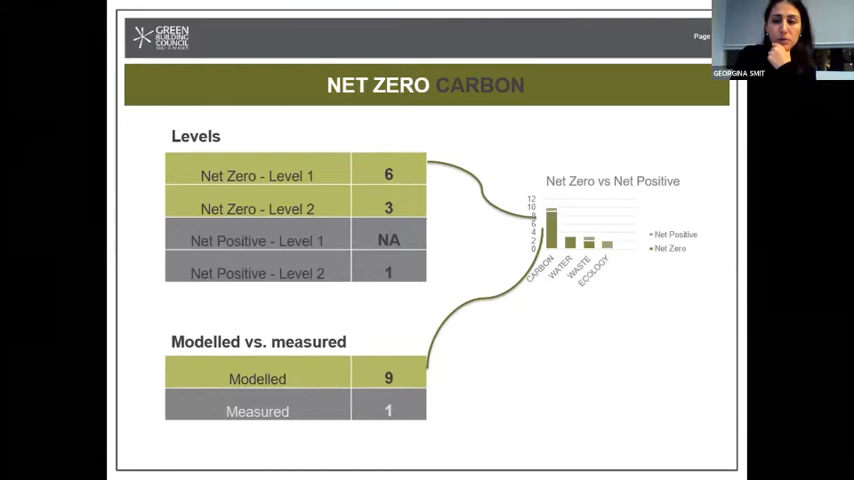 GREEN
BUILDING
COUNCIL
SOUTH AFRICA
Page
GEORGINA SMIT
NET ZERO CARBON
Levels
Net Zero - Level 1 6
Net Zero - Level 2 3
Net Positive - Level 1 NA
Net Positive - Level 2 1
Net Zero vs Net Positive
12
10
8
6
4
2
0
CARBON
WATER
WASTE
ECOLOGY
Net Positive
Net Zero
Modelled vs. measured
Modelled 9
Measured 1